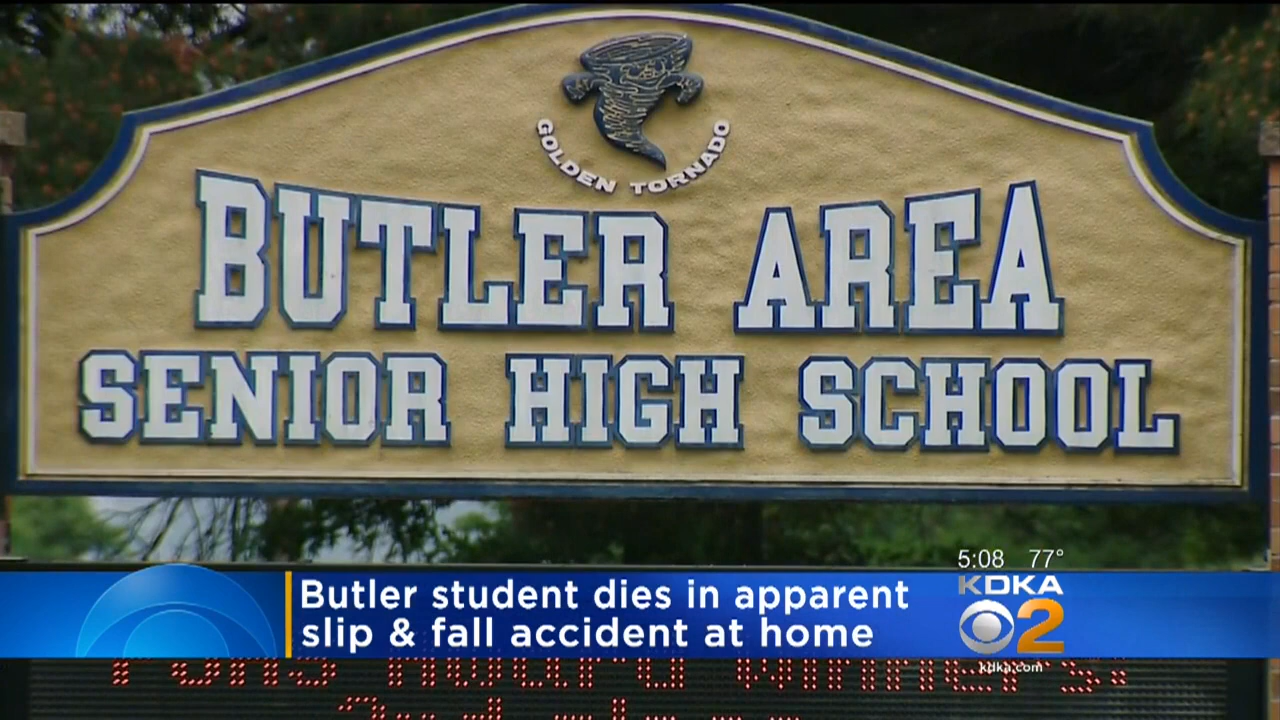 GOLDEN TORNADO
BUTLER AREA
SENIOR HIGH SCHOOL
5:08 77°
Butler student dies in apparent
slip & fall accident at home
KDKA
2
kdka.com